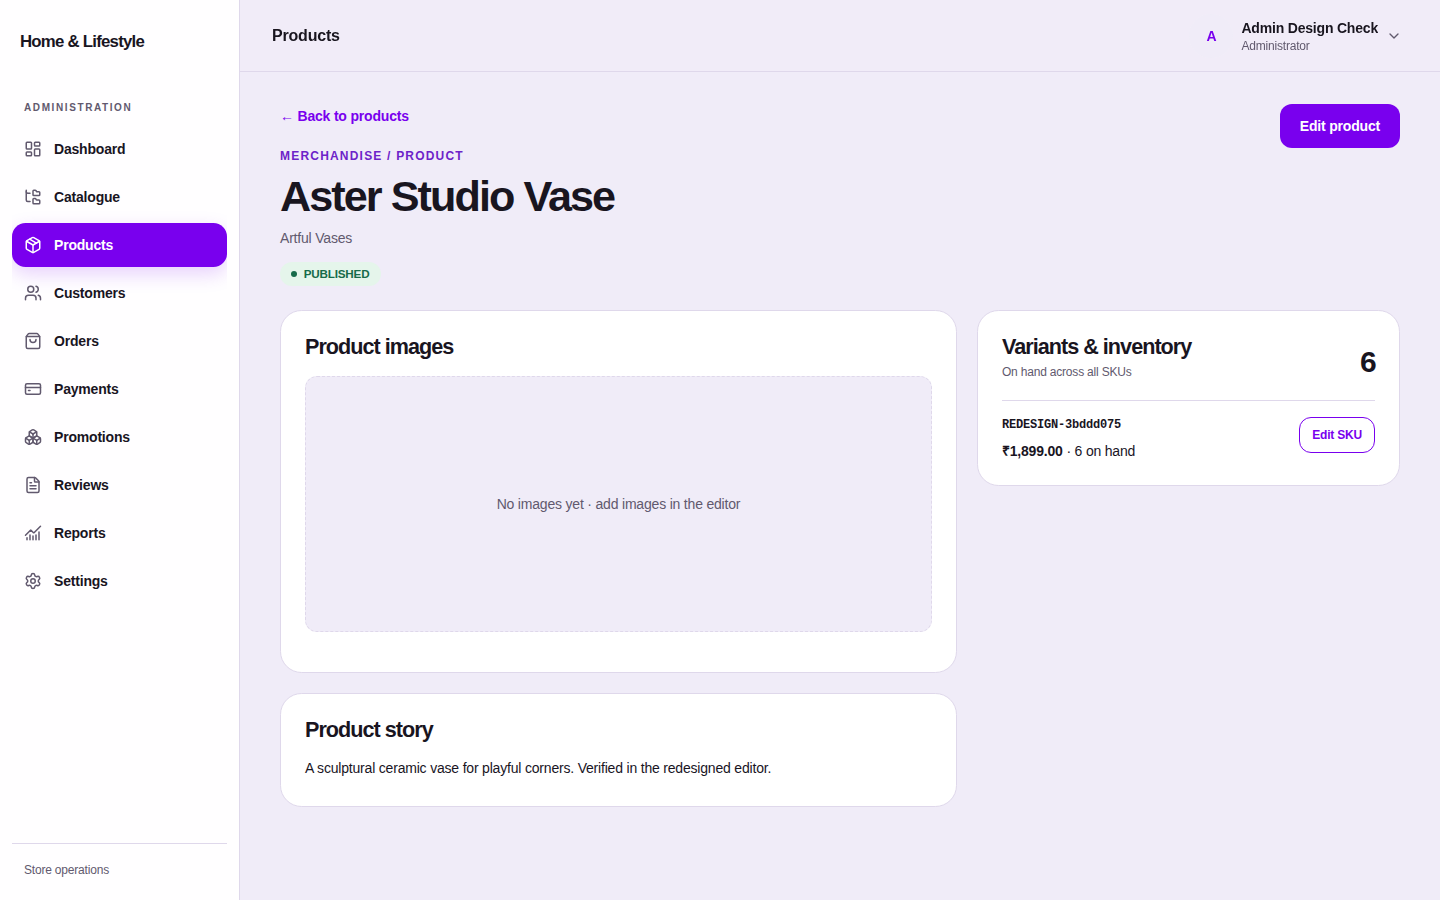 Home & Lifestyle
ADMINISTRATION
Dashboard
Catalogue
Products
Customers
Orders
Payments
Promotions
Reviews
Reports
Settings
Store operations
Products
A
Admin Design Check
Administrator
← Back to products
Edit product
MERCHANDISE / PRODUCT
Aster Studio Vase
Artful Vases
PUBLISHED
Product images
No images yet · add images in the editor
Product story
A sculptural ceramic vase for playful corners. Verified in the redesigned editor.
Variants & inventory
On hand across all SKUs
6
REDESIGN-3bddd075
₹1,899.00 · 6 on hand
Edit SKU